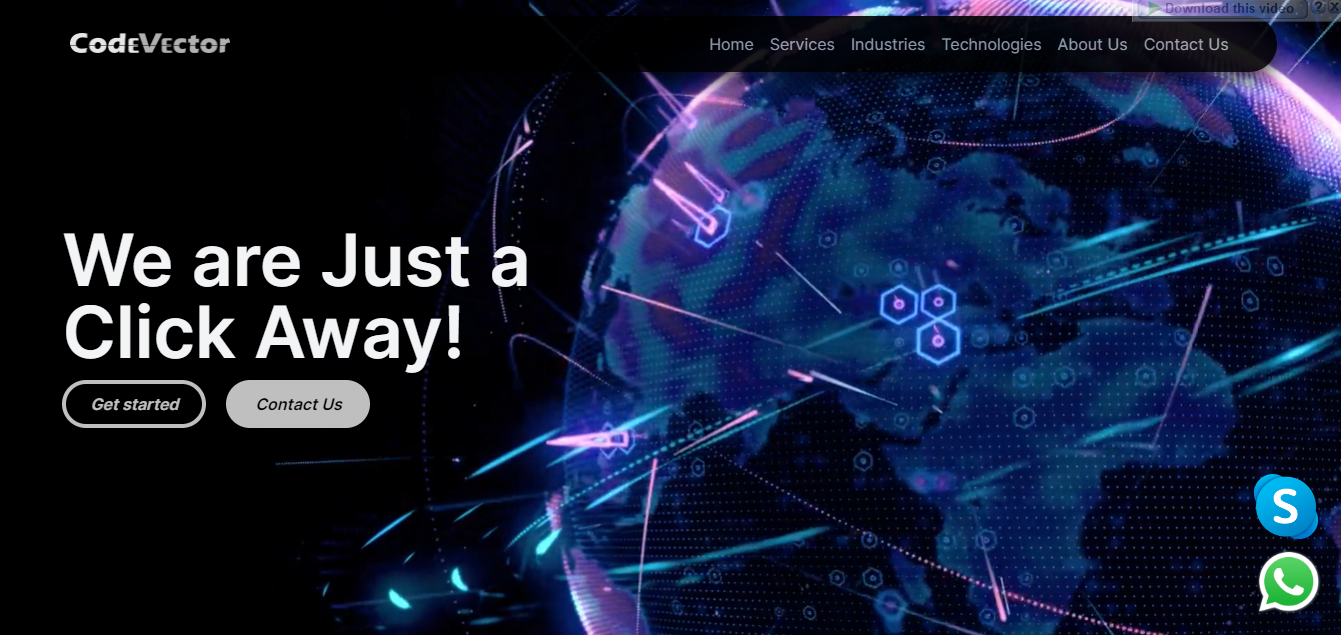 Download this video ? X
CodeVector
Home Services Industries Technologies About Us Contact Us
We are Just a
Click Away!
Get started Contact Us
S